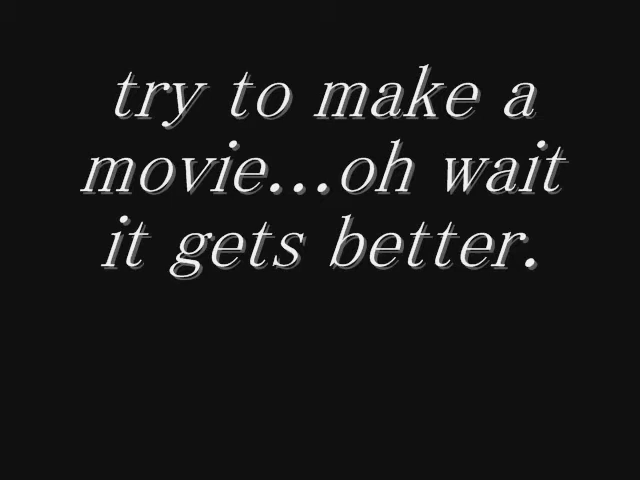 try to make a
movie...oh wait
it gets better.